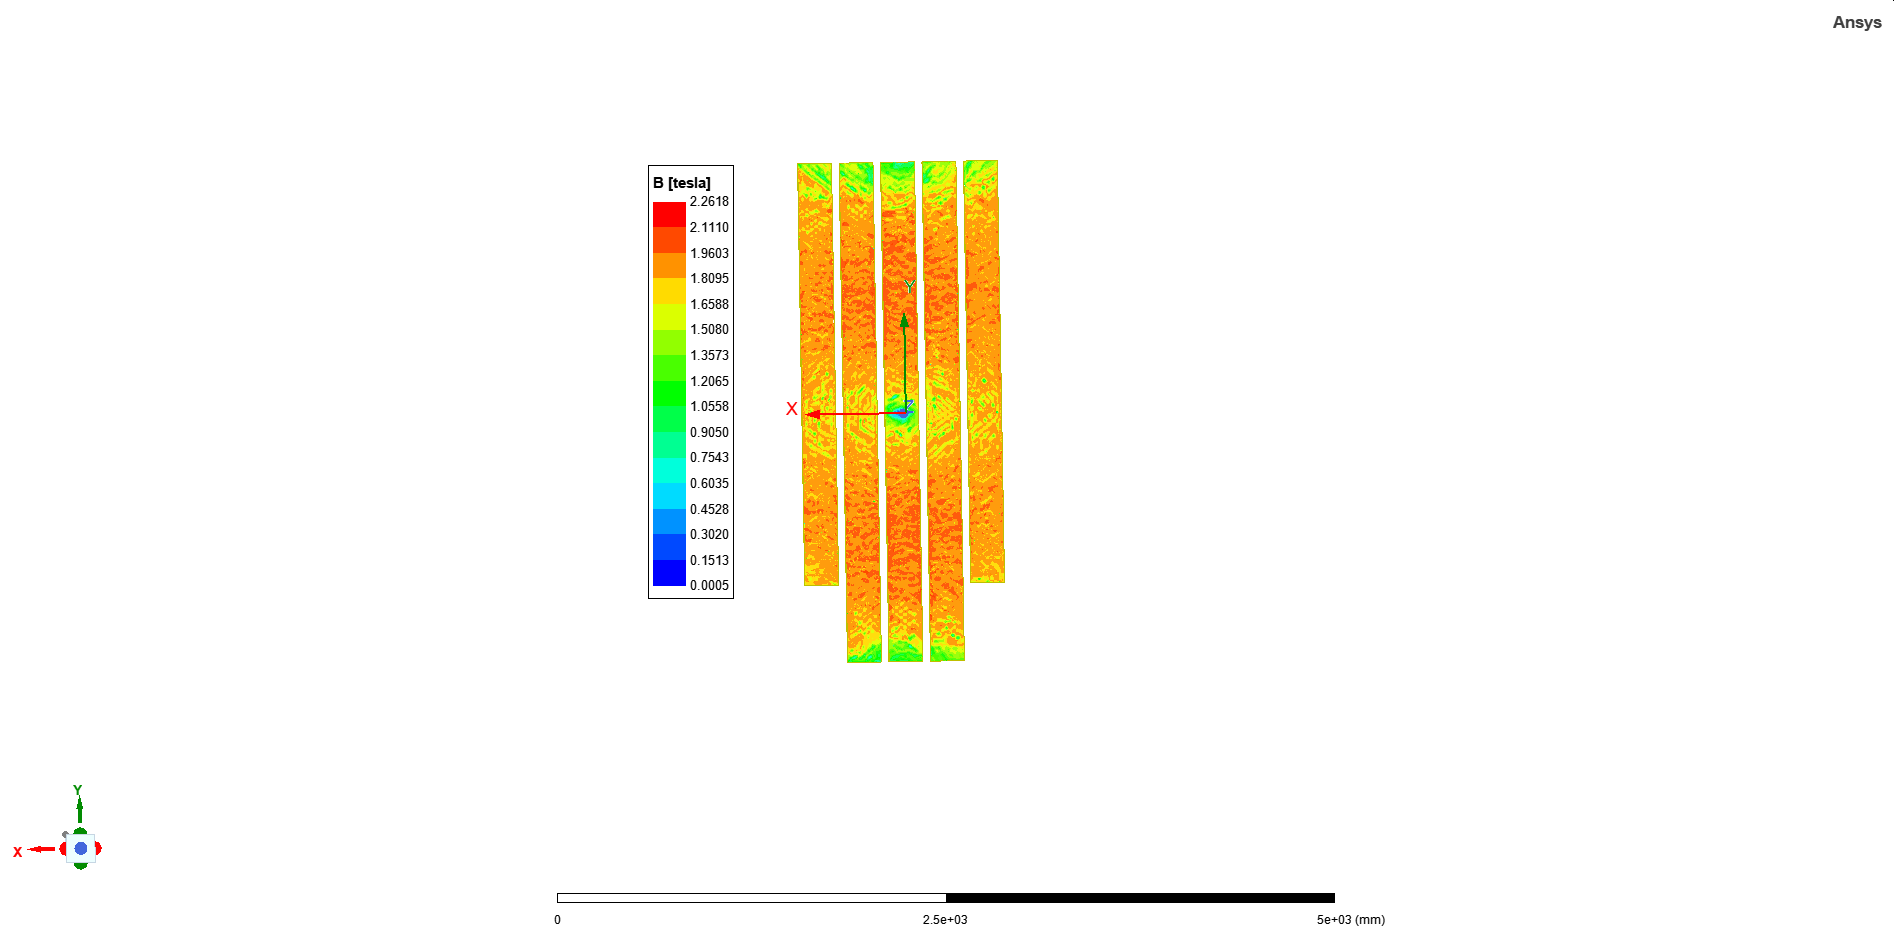 Ansys
B [tesla]
2.2618
2.1110
1.9603
1.8095
1.6588
1.5080
1.3573
1.2065
1.0558
0.9050
0.7543
0.6035
0.4528
0.3020
0.1513
0.0005
Y
X
Z
Y
X
0 2.5e+03 5e+03 (mm)